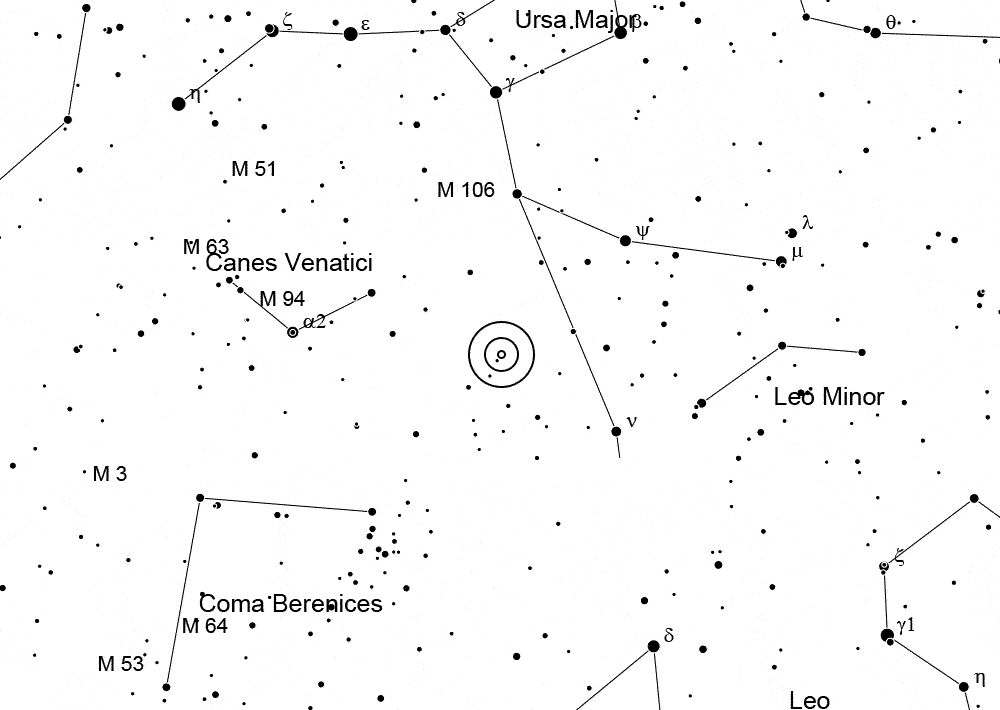 ζ
ε
δ
Ursa Major
β
θ
η
γ
M 51
M 106
λ
ψ
M 63
μ
Canes Venatici
M 94
α2
Leo Minor
ν
M 3
ζ
Coma Berenices
M 64
γ1
δ
M 53
η
Leo